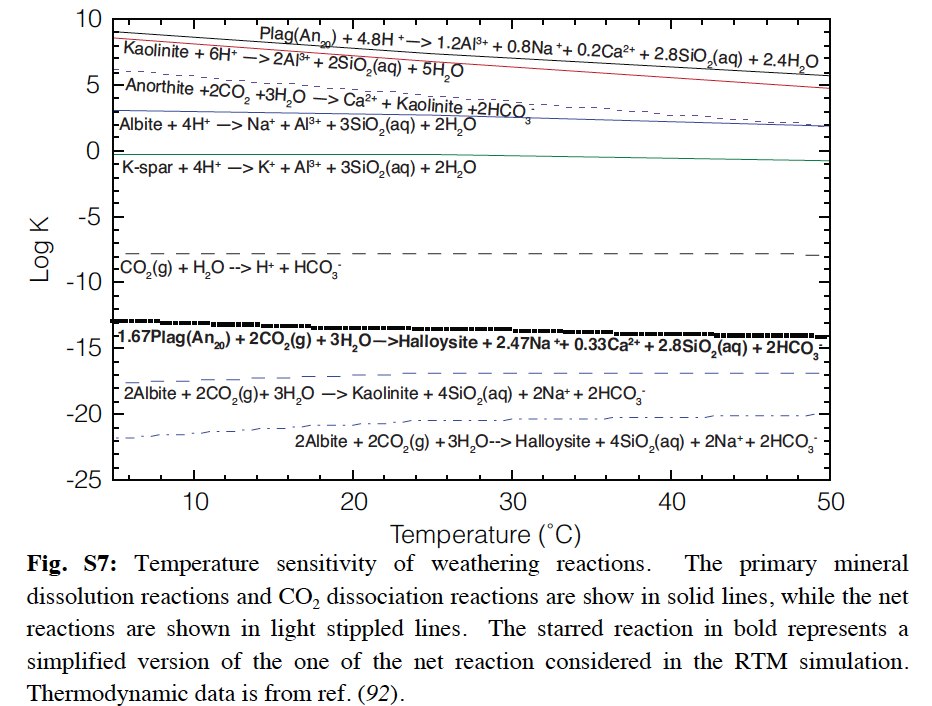 10
Plag(An₂₀) + 4.8H⁺—> 1.2Al³⁺ + 0.8Na⁺+ 0.2Ca²⁺ + 2.8SiO₂(aq) + 2.4H₂O
Kaolinite + 6H⁺ —> 2Al³⁺ + 2SiO₂(aq) + 5H₂O
5
Anorthite +2CO₂ +3H₂O —> Ca²⁺ + Kaolinite +2HCO₃⁻
Albite + 4H⁺ —> Na⁺ + Al³⁺ + 3SiO₂(aq) + 2H₂O
0
K-spar + 4H⁺ —> K⁺ + Al³⁺ + 3SiO₂(aq) + 2H₂O
-5
Log K
CO₂(g) + H₂O --> H⁺ + HCO₃⁻
-10
1.67Plag(An₂₀) + 2CO₂(g) + 3H₂O—>Halloysite + 2.47Na⁺+ 0.33Ca²⁺ + 2.8SiO₂(aq) + 2HCO₃⁻
-15
2Albite + 2CO₂(g)+ 3H₂O —> Kaolinite + 4SiO₂(aq) + 2Na⁺ + 2HCO₃⁻
-20
2Albite + 2CO₂(g) +3H₂O--> Halloysite + 4SiO₂(aq) + 2Na⁺ + 2HCO₃⁻
-25
10 20 30 40 50
Temperature (˚C)
Fig. S7: Temperature sensitivity of weathering reactions. The primary mineral
dissolution reactions and CO₂ dissociation reactions are show in solid lines, while the net
reactions are shown in light stippled lines. The starred reaction in bold represents a
simplified version of the one of the net reaction considered in the RTM simulation.
Thermodynamic data is from ref. (92).